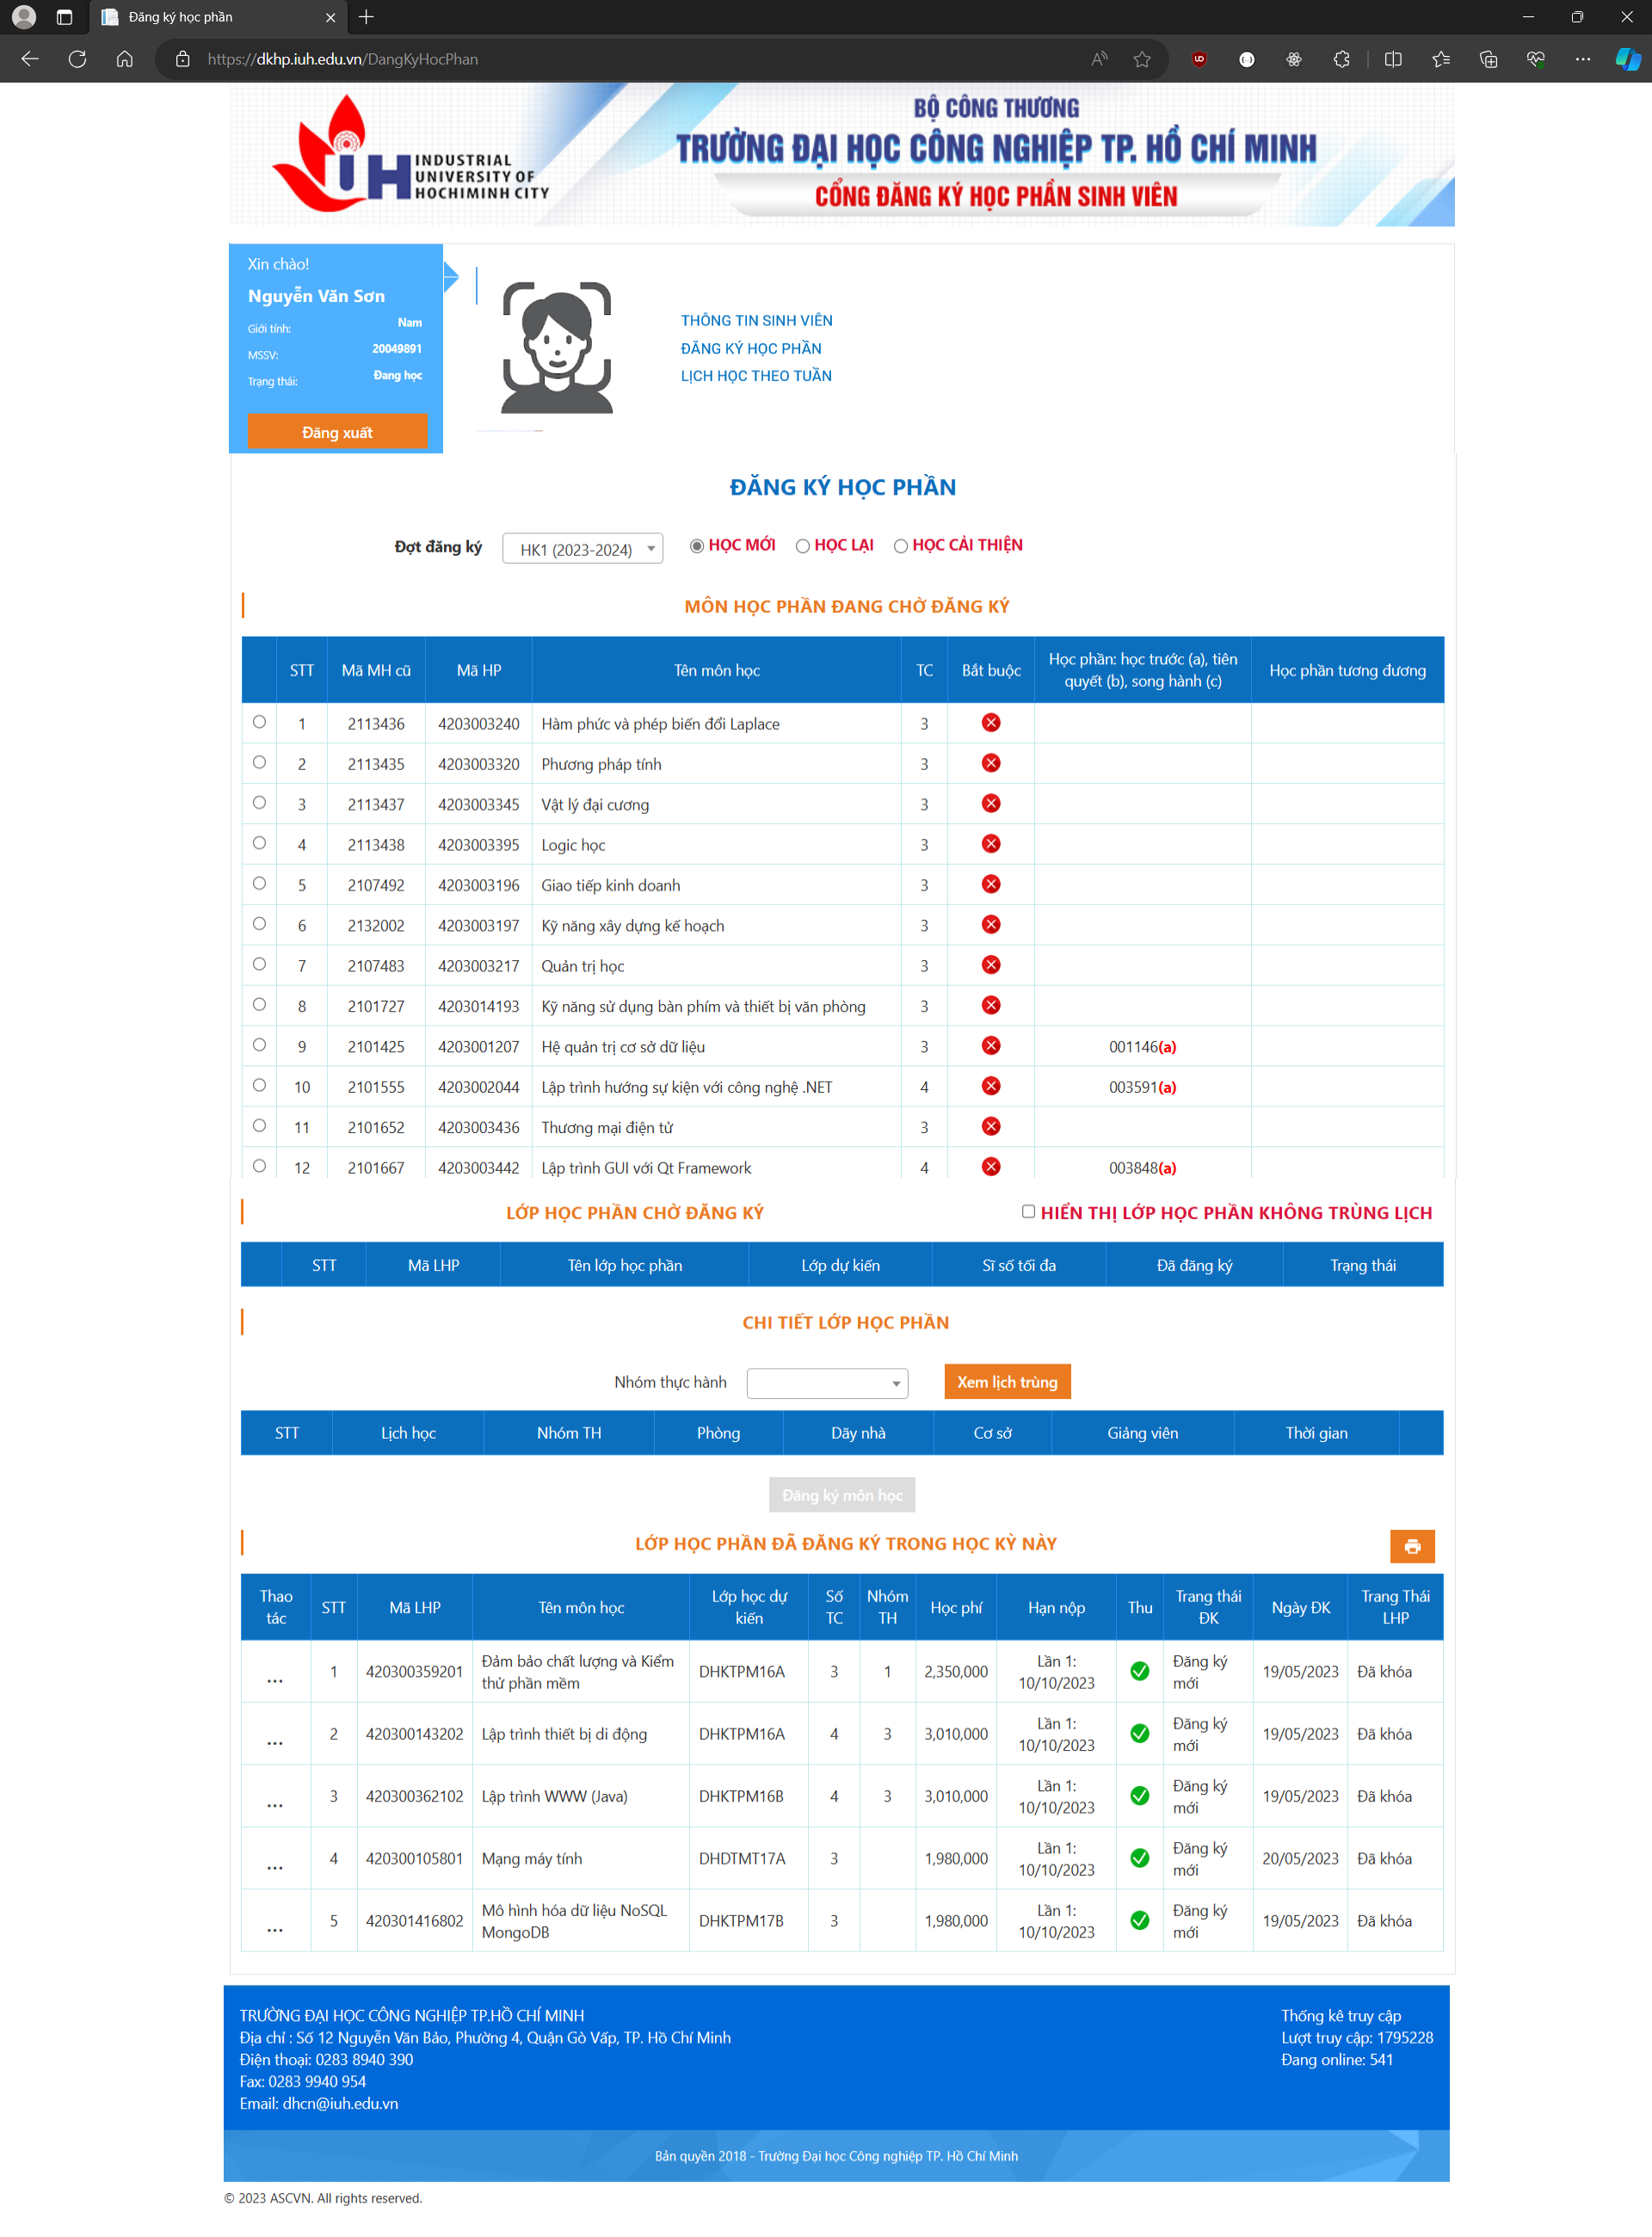 Đăng ký học phần
https://dkhp.iuh.edu.vn/DangKyHocPhan
IUH INDUSTRIAL UNIVERSITY OF HOCHIMINH CITY
BỘ CÔNG THƯƠNG
TRƯỜNG ĐẠI HỌC CÔNG NGHIỆP TP. HỒ CHÍ MINH
CỔNG ĐĂNG KÝ HỌC PHẦN SINH VIÊN
Xin chào!
Nguyễn Văn Sơn
Giới tính: Nam
MSSV: 20049891
Trạng thái: Đang học
Đăng xuất
THÔNG TIN SINH VIÊN
ĐĂNG KÝ HỌC PHẦN
LỊCH HỌC THEO TUẦN
ĐĂNG KÝ HỌC PHẦN
Đợt đăng ký HK1 (2023-2024) HỌC MỚI HỌC LẠI HỌC CẢI THIỆN
MÔN HỌC PHẦN ĐANG CHỜ ĐĂNG KÝ
STT Mã MH cũ Mã HP Tên môn học TC Bắt buộc Học phần: học trước (a), tiên quyết (b), song hành (c) Học phần tương đương
1 2113436 4203003240 Hàm phức và phép biến đổi Laplace 3
2 2113435 4203003320 Phương pháp tính 3
3 2113437 4203003345 Vật lý đại cương 3
4 2113438 4203003395 Logic học 3
5 2107492 4203003196 Giao tiếp kinh doanh 3
6 2132002 4203003197 Kỹ năng xây dựng kế hoạch 3
7 2107483 4203003217 Quản trị học 3
8 2101727 4203014193 Kỹ năng sử dụng bàn phím và thiết bị văn phòng 3
9 2101425 4203001207 Hệ quản trị cơ sở dữ liệu 3 001146(a)
10 2101555 4203002044 Lập trình hướng sự kiện với công nghệ .NET 4 003591(a)
11 2101652 4203003436 Thương mại điện tử 3
12 2101667 4203003442 Lập trình GUI với Qt Framework 4 003848(a)
LỚP HỌC PHẦN CHỜ ĐĂNG KÝ HIỂN THỊ LỚP HỌC PHẦN KHÔNG TRÙNG LỊCH
STT Mã LHP Tên lớp học phần Lớp dự kiến Sĩ số tối đa Đã đăng ký Trạng thái
CHI TIẾT LỚP HỌC PHẦN
Nhóm thực hành Xem lịch trùng
STT Lịch học Nhóm TH Phòng Dãy nhà Cơ sở Giảng viên Thời gian
Đăng ký môn học
LỚP HỌC PHẦN ĐÃ ĐĂNG KÝ TRONG HỌC KỲ NÀY
Thao tác STT Mã LHP Tên môn học Lớp học dự kiến Số TC Nhóm TH Học phí Hạn nộp Thu Trang thái ĐK Ngày ĐK Trang Thái LHP
... 1 420300359201 Đảm bảo chất lượng và Kiểm thử phần mềm DHKTPM16A 3 1 2,350,000 Lần 1: 10/10/2023 Đăng ký mới 19/05/2023 Đã khóa
... 2 420300143202 Lập trình thiết bị di động DHKTPM16A 4 3 3,010,000 Lần 1: 10/10/2023 Đăng ký mới 19/05/2023 Đã khóa
... 3 420300362102 Lập trình WWW (Java) DHKTPM16B 4 3 3,010,000 Lần 1: 10/10/2023 Đăng ký mới 19/05/2023 Đã khóa
... 4 420300105801 Mạng máy tính DHDTMT17A 3 1,980,000 Lần 1: 10/10/2023 Đăng ký mới 20/05/2023 Đã khóa
... 5 420301416802 Mô hình hóa dữ liệu NoSQL MongoDB DHKTPM17B 3 1,980,000 Lần 1: 10/10/2023 Đăng ký mới 19/05/2023 Đã khóa
TRƯỜNG ĐẠI HỌC CÔNG NGHIỆP TP.HỒ CHÍ MINH
Địa chỉ : Số 12 Nguyễn Văn Bảo, Phường 4, Quận Gò Vấp, TP. Hồ Chí Minh
Điện thoại: 0283 8940 390
Fax: 0283 9940 954
Email: dhcn@iuh.edu.vn
Thống kê truy cập
Lượt truy cập: 1795228
Đang online: 541
Bản quyền 2018 - Trường Đại học Công nghiệp TP. Hồ Chí Minh
© 2023 ASCVN. All rights reserved.